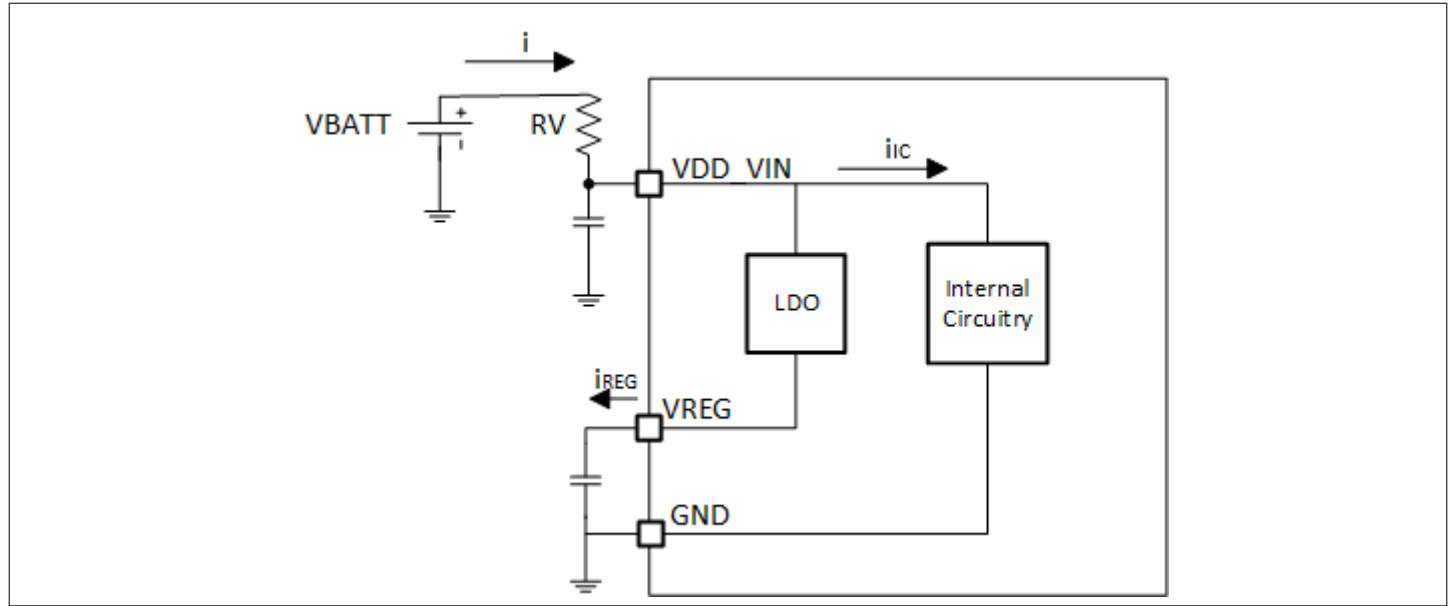 i
VBATT
+
RV
VDD_VIN
iIC
LDO
Internal
Circuitry
iREG
VREG
GND